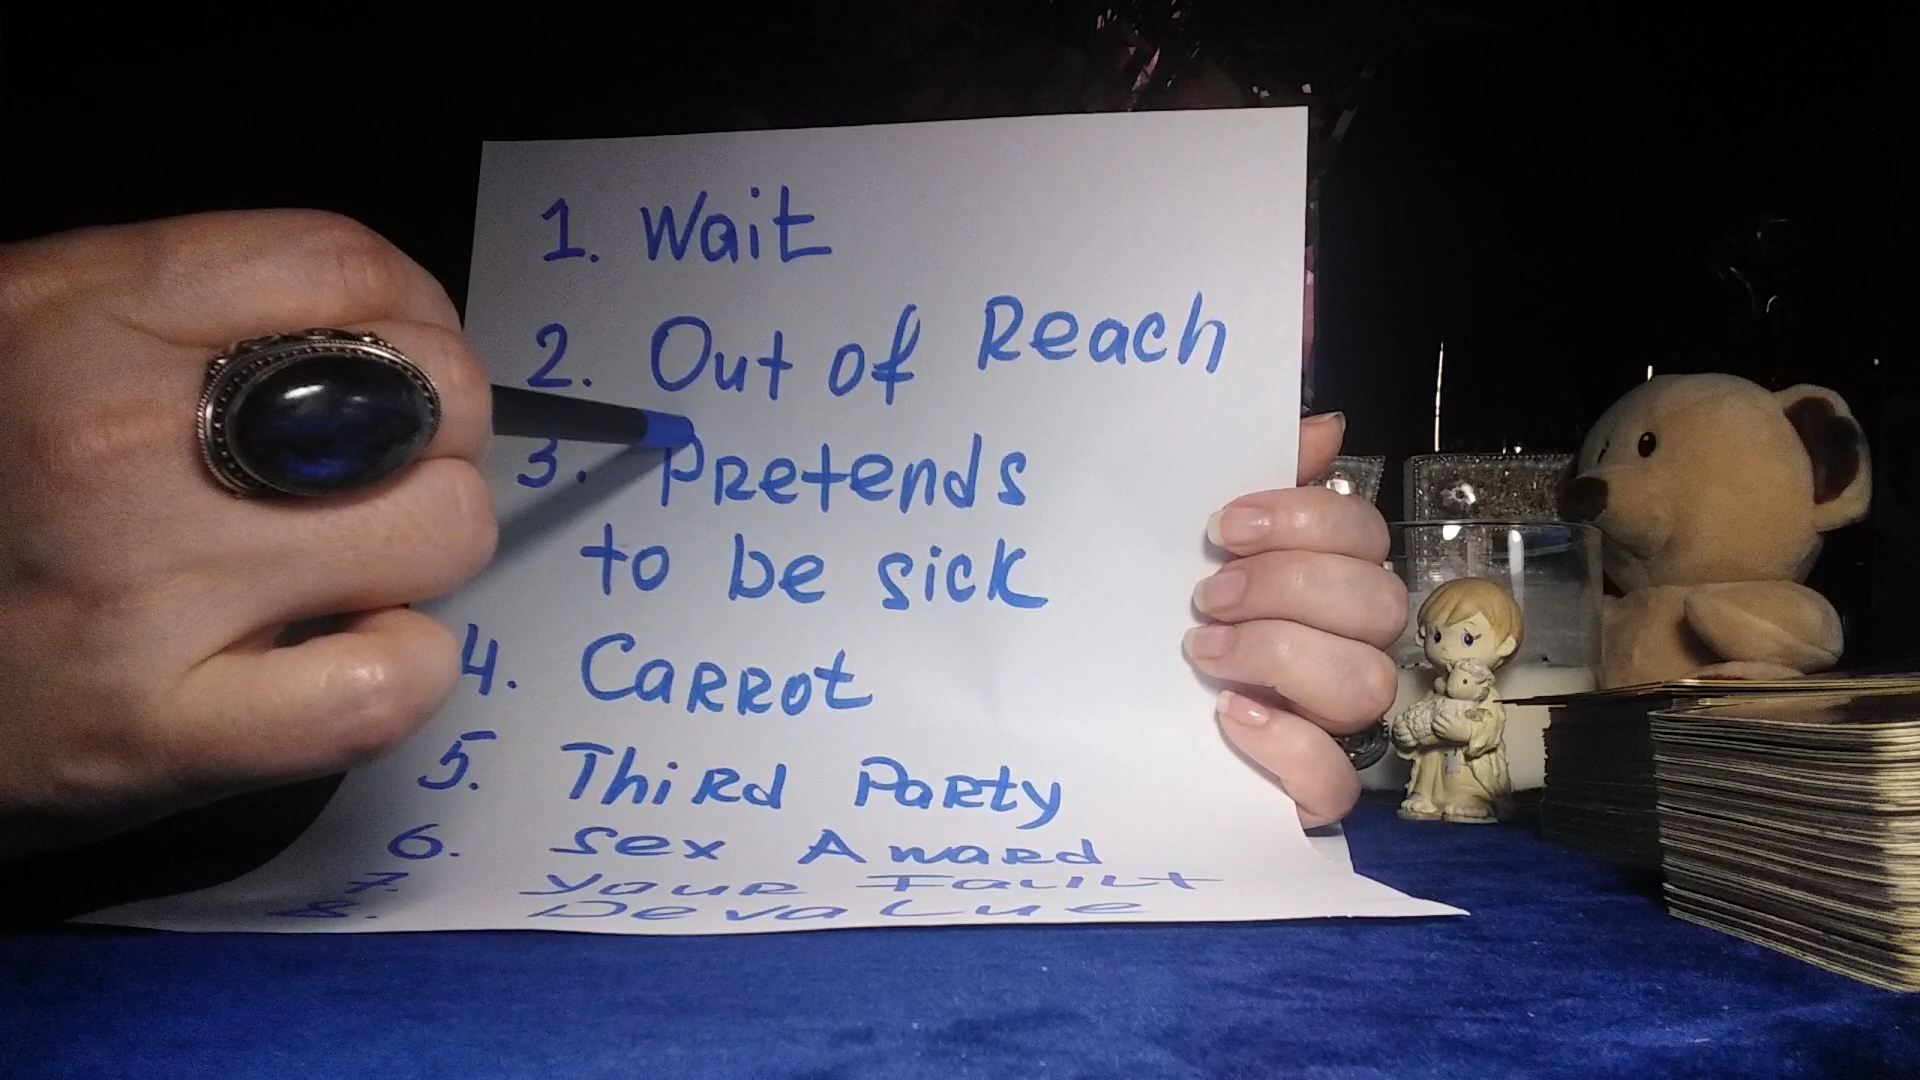 1. Wait
2. Out of Reach
3. Pretends
to be sick
4. Carrot
5. Third Party
6. Sex Award
7. Your Fault
8. Devalue